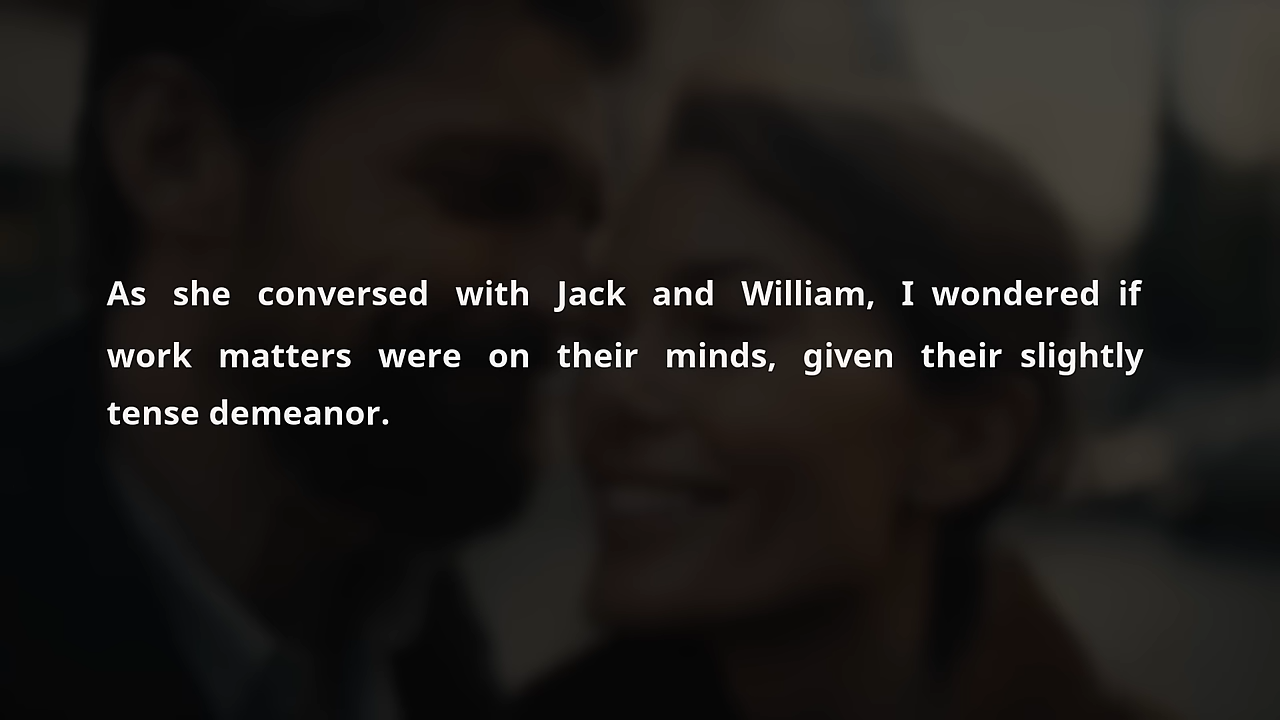 As she conversed with Jack and William, I wondered if
work matters were on their minds, given their slightly
tense demeanor.